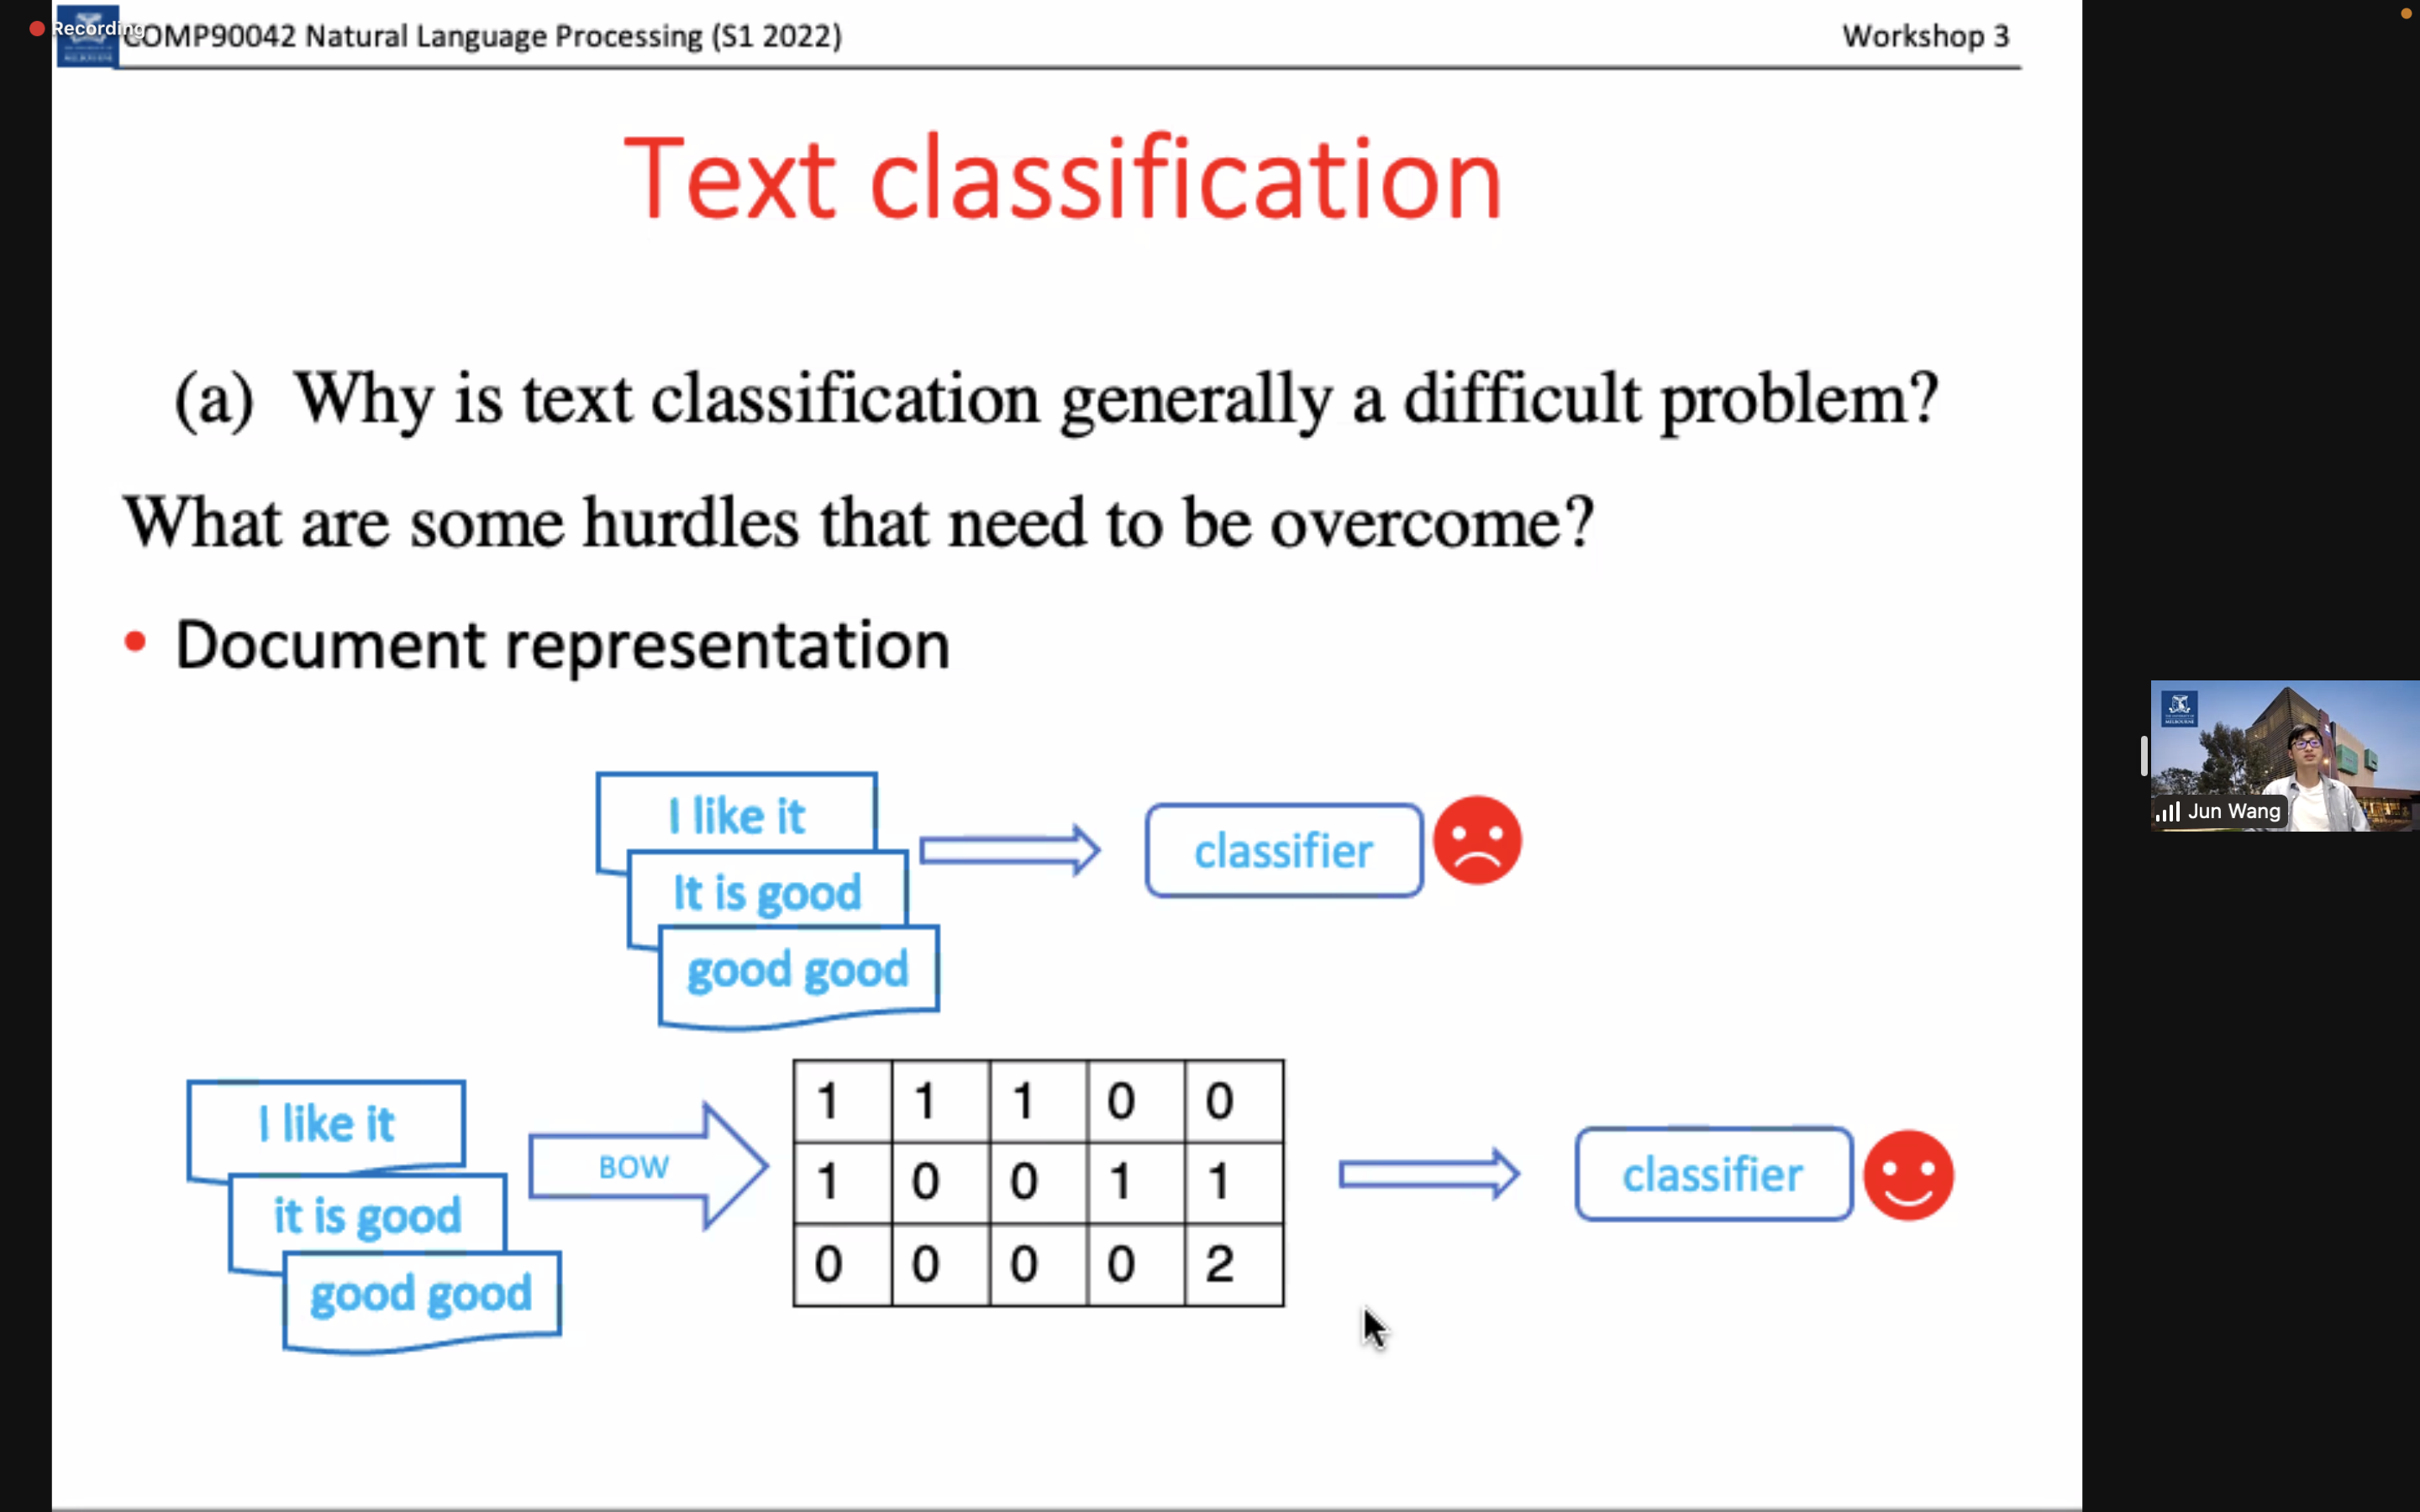 Recording
COMP90042 Natural Language Processing (S1 2022)
Workshop 3
Text classification
(a) Why is text classification generally a difficult problem?
What are some hurdles that need to be overcome?
• Document representation
I like it
It is good
good good
classifier
I like it
it is good
good good
BOW
1 1 1 0 0
1 0 0 1 1
0 0 0 0 2
classifier
Jun Wang